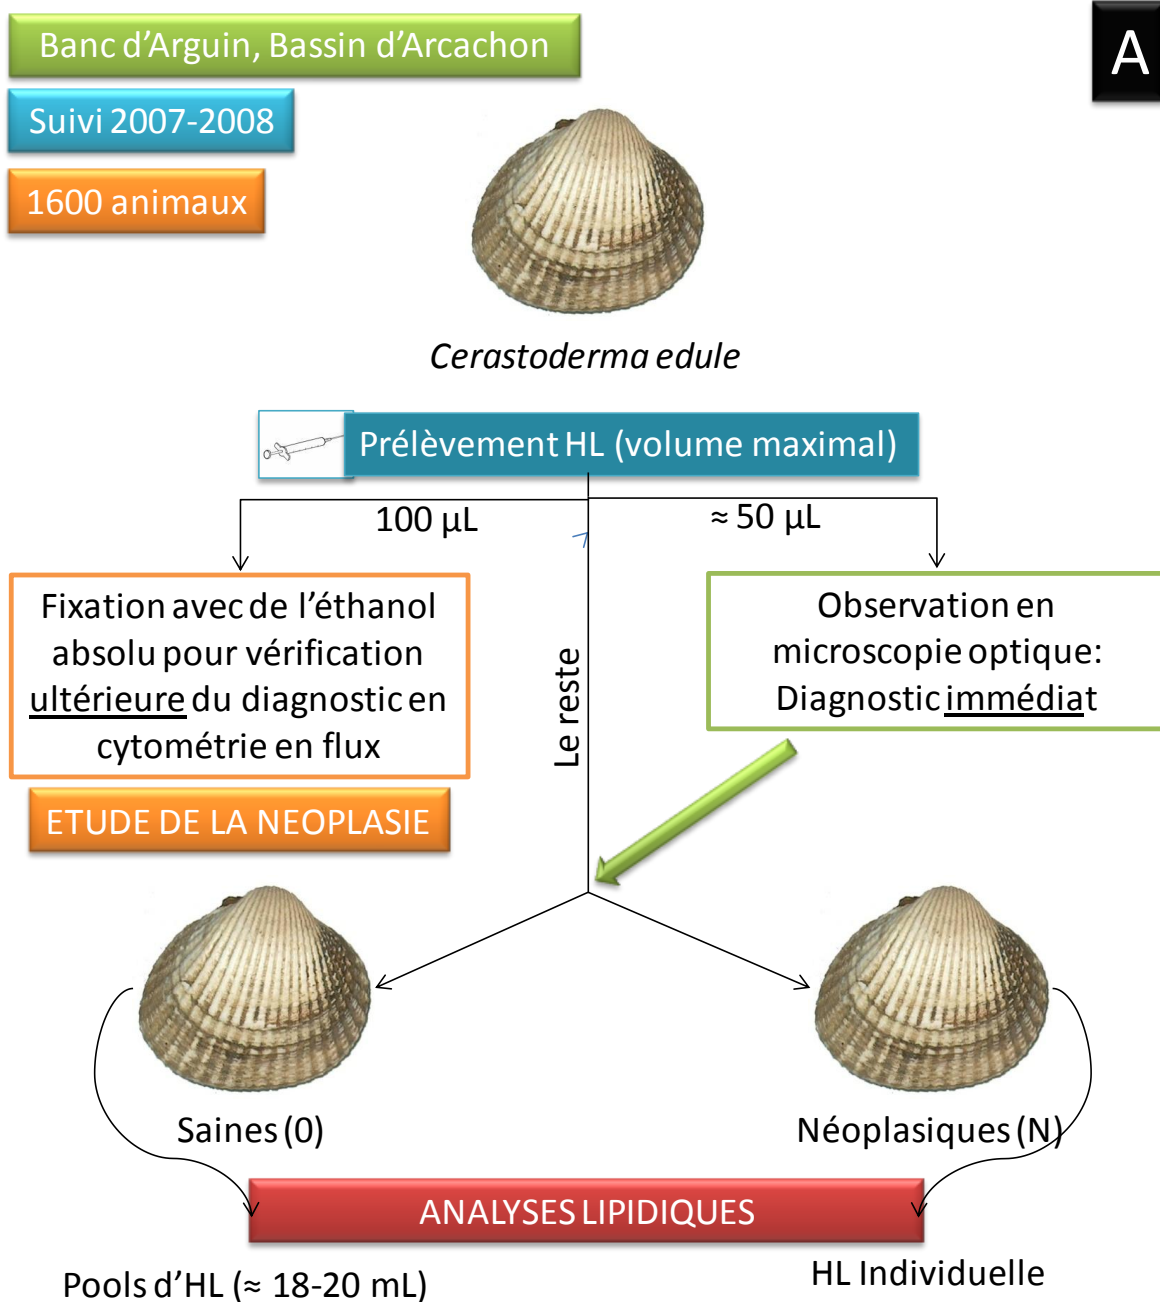 Banc d'Arguin, Bassin d'Arcachon
A
Suivi 2007-2008
1600 animaux
Cerastoderma edule
Prélèvement HL (volume maximal)
100 µL
≈ 50 µL
Fixation avec de l'éthanol
absolu pour vérification
ultérieure du diagnostic en
cytométrie en flux
Observation en
microscopie optique:
Diagnostic immédiat
Le reste
ETUDE DE LA NEOPLASIE
Saines (0)
Néoplasiques (N)
ANALYSES LIPIDIQUES
Pools d'HL (≈ 18-20 mL)
HL Individuelle